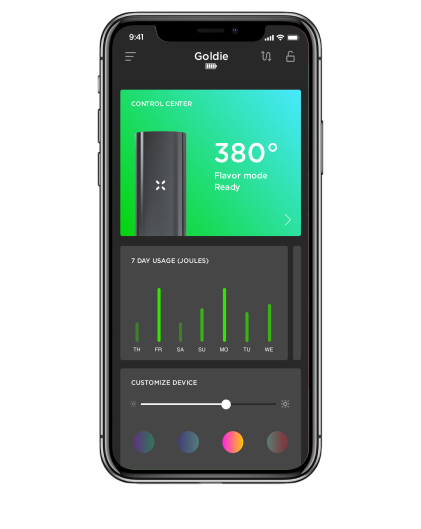 9:41
Goldie
CONTROL CENTER
380°
Flavor mode
Ready
7 DAY USAGE (JOULES)
TH FR SA SU MO TU WE
CUSTOMIZE DEVICE